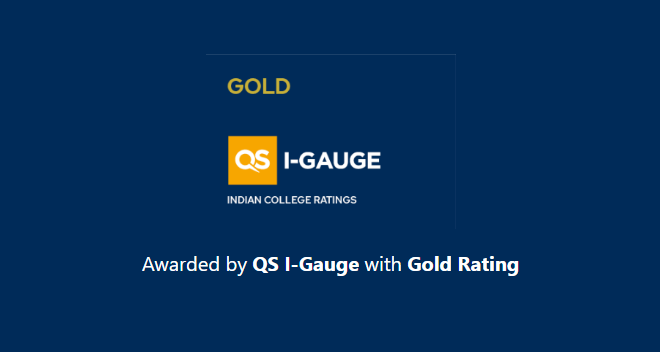 GOLD
QS I-GAUGE
INDIAN COLLEGE RATINGS
Awarded by QS I-Gauge with Gold Rating